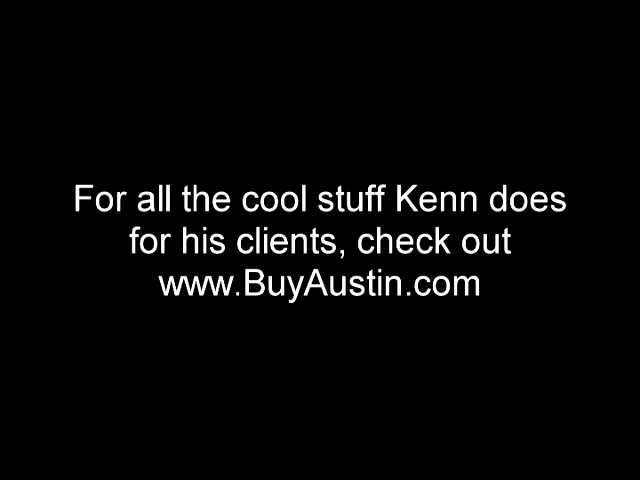 For all the cool stuff Kenn does
for his clients, check out
www.BuyAustin.com